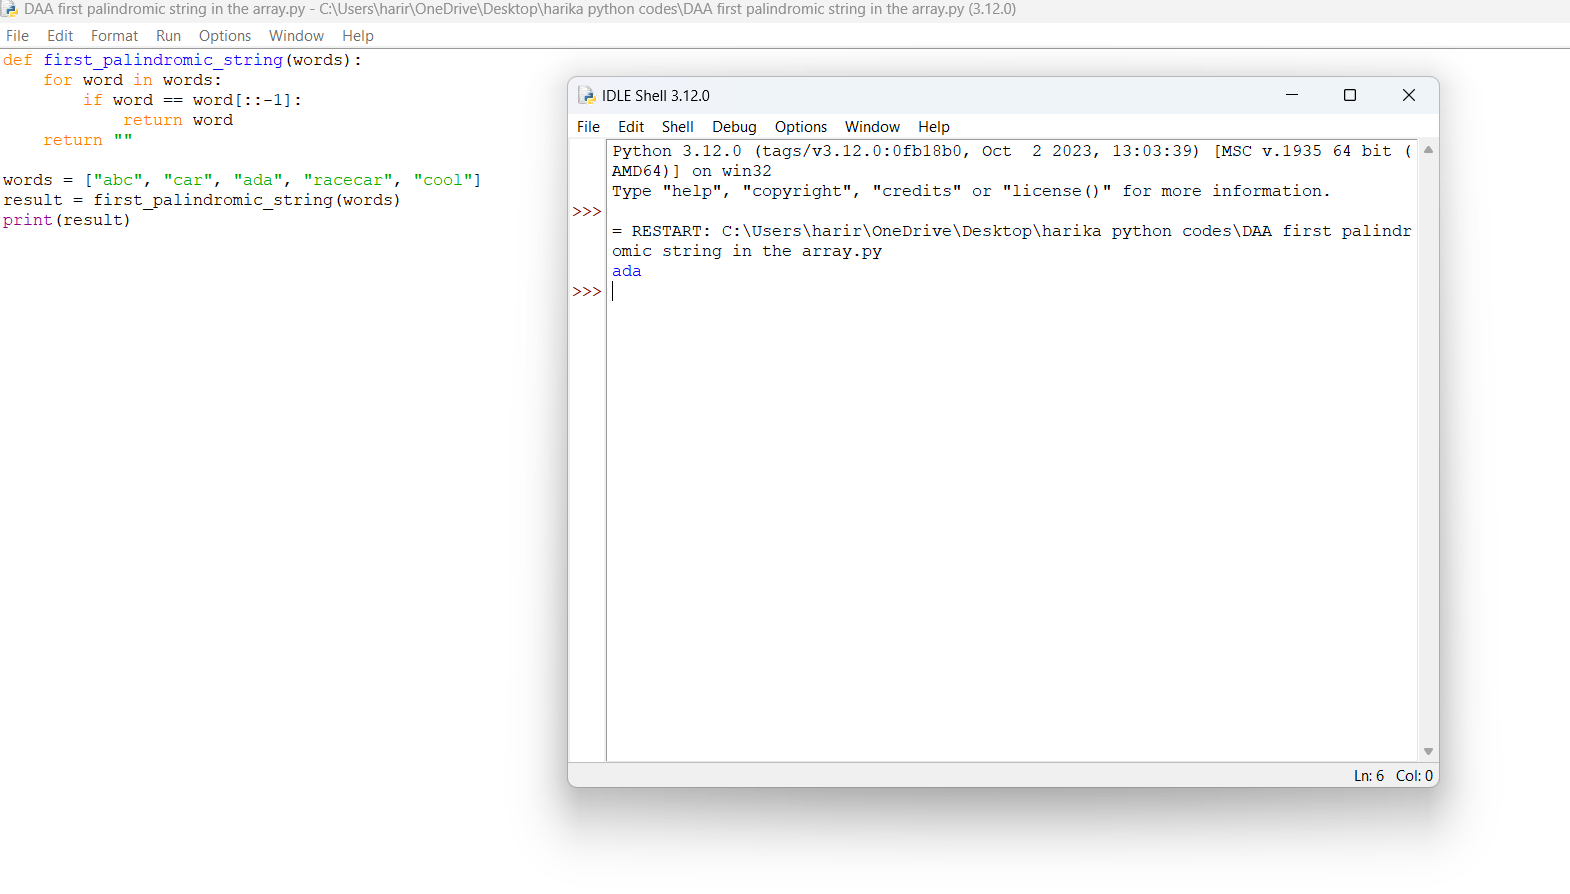 DAA first palindromic string in the array.py - C:\Users\harir\OneDrive\Desktop\harika python codes\DAA first palindromic string in the array.py (3.12.0)
File Edit Format Run Options Window Help
def first_palindromic_string(words):
    for word in words:
        if word == word[::-1]:
            return word
    return ""

words = ["abc", "car", "ada", "racecar", "cool"]
result = first_palindromic_string(words)
print(result)
IDLE Shell 3.12.0
File Edit Shell Debug Options Window Help
Python 3.12.0 (tags/v3.12.0:0fb18b0, Oct  2 2023, 13:03:39) [MSC v.1935 64 bit (
AMD64)] on win32
Type "help", "copyright", "credits" or "license()" for more information.
>>>
= RESTART: C:\Users\harir\OneDrive\Desktop\harika python codes\DAA first palindr
omic string in the array.py
ada
>>>
Ln: 6 Col: 0